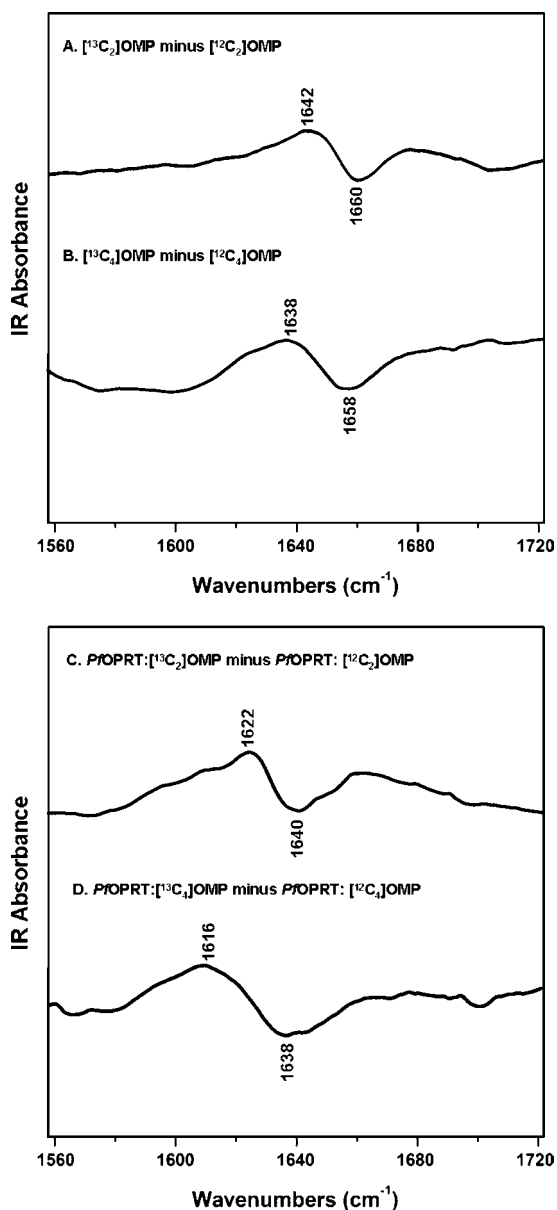 A. [¹³C₂]OMP minus [¹²C₂]OMP
1642
1660
B. [¹³C₄]OMP minus [¹²C₄]OMP
1638
1658
IR Absorbance
1560 1600 1640 1680 1720
Wavenumbers (cm⁻¹)
C. PfOPRT:[¹³C₂]OMP minus PfOPRT: [¹²C₂]OMP
1622
1640
D. PfOPRT:[¹³C₄]OMP minus PfOPRT: [¹²C₄]OMP
1616
1638
IR Absorbance
1560 1600 1640 1680 1720
Wavenumbers (cm⁻¹)